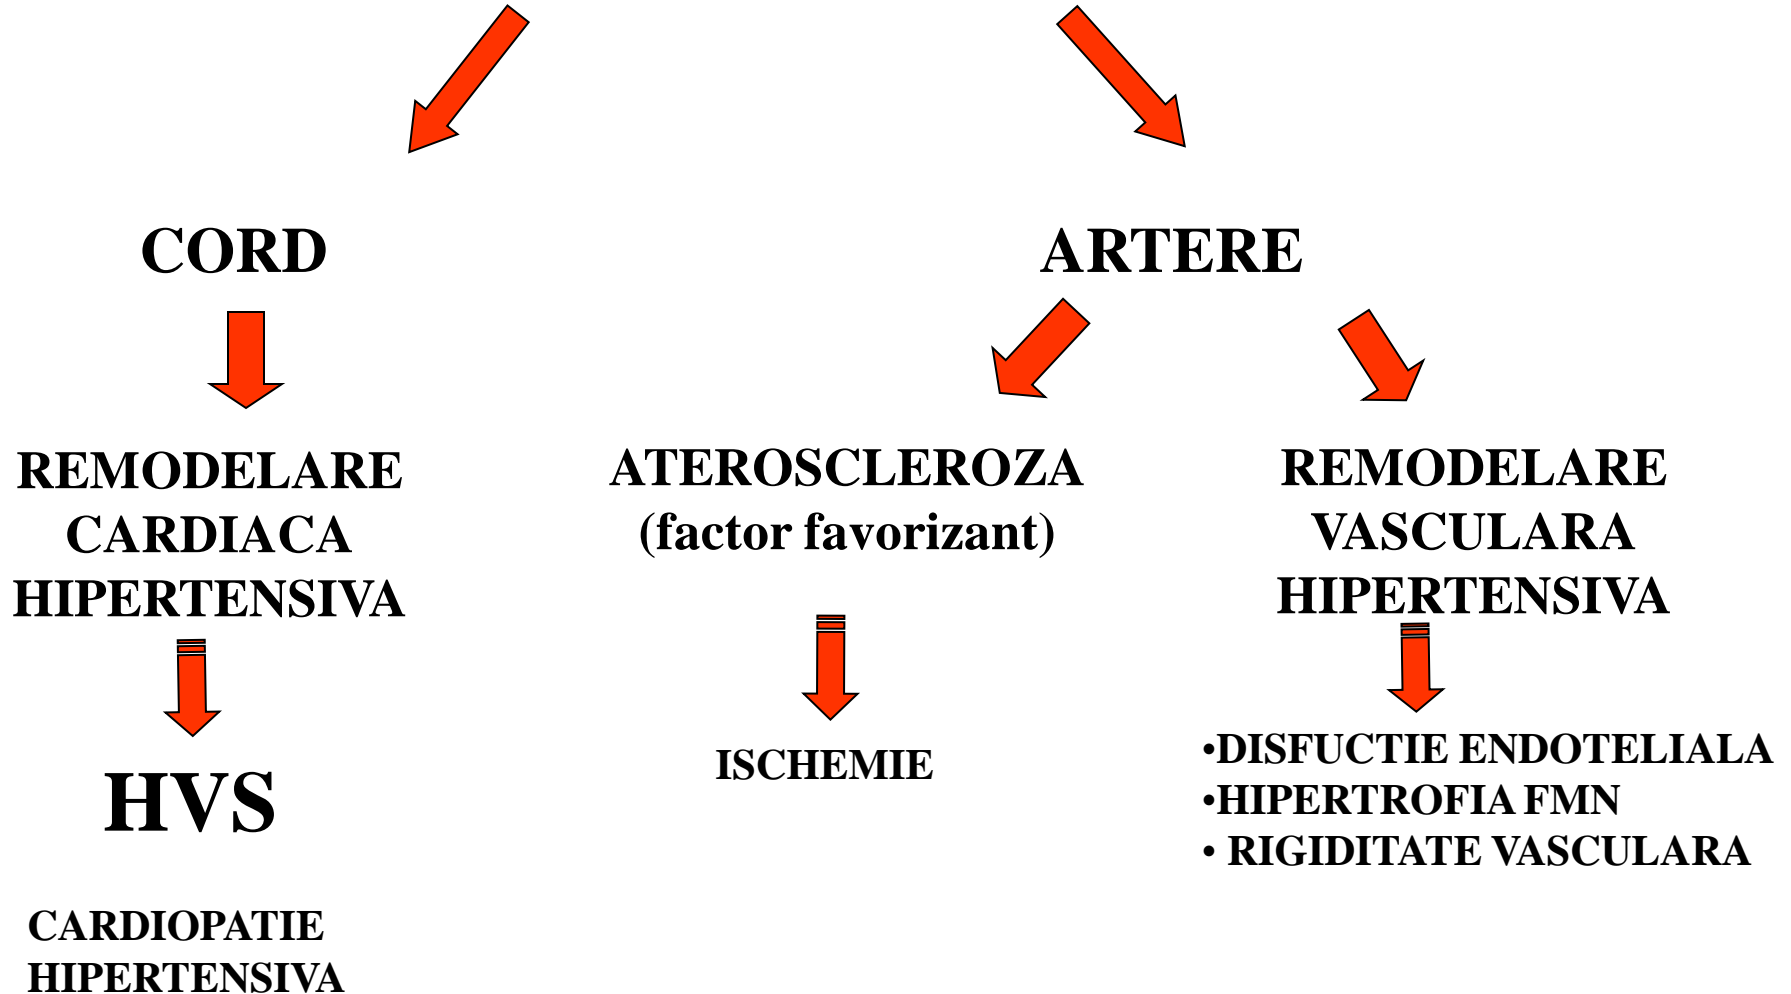 CORD
ARTERE
REMODELARE
CARDIACA
HIPERTENSIVA
ATEROSCLEROZA
(factor favorizant)
REMODELARE
VASCULARA
HIPERTENSIVA
HVS
ISCHEMIE
•DISFUCTIE ENDOTELIALA
•HIPERTROFIA FMN
• RIGIDITATE VASCULARA
CARDIOPATIE
HIPERTENSIVA